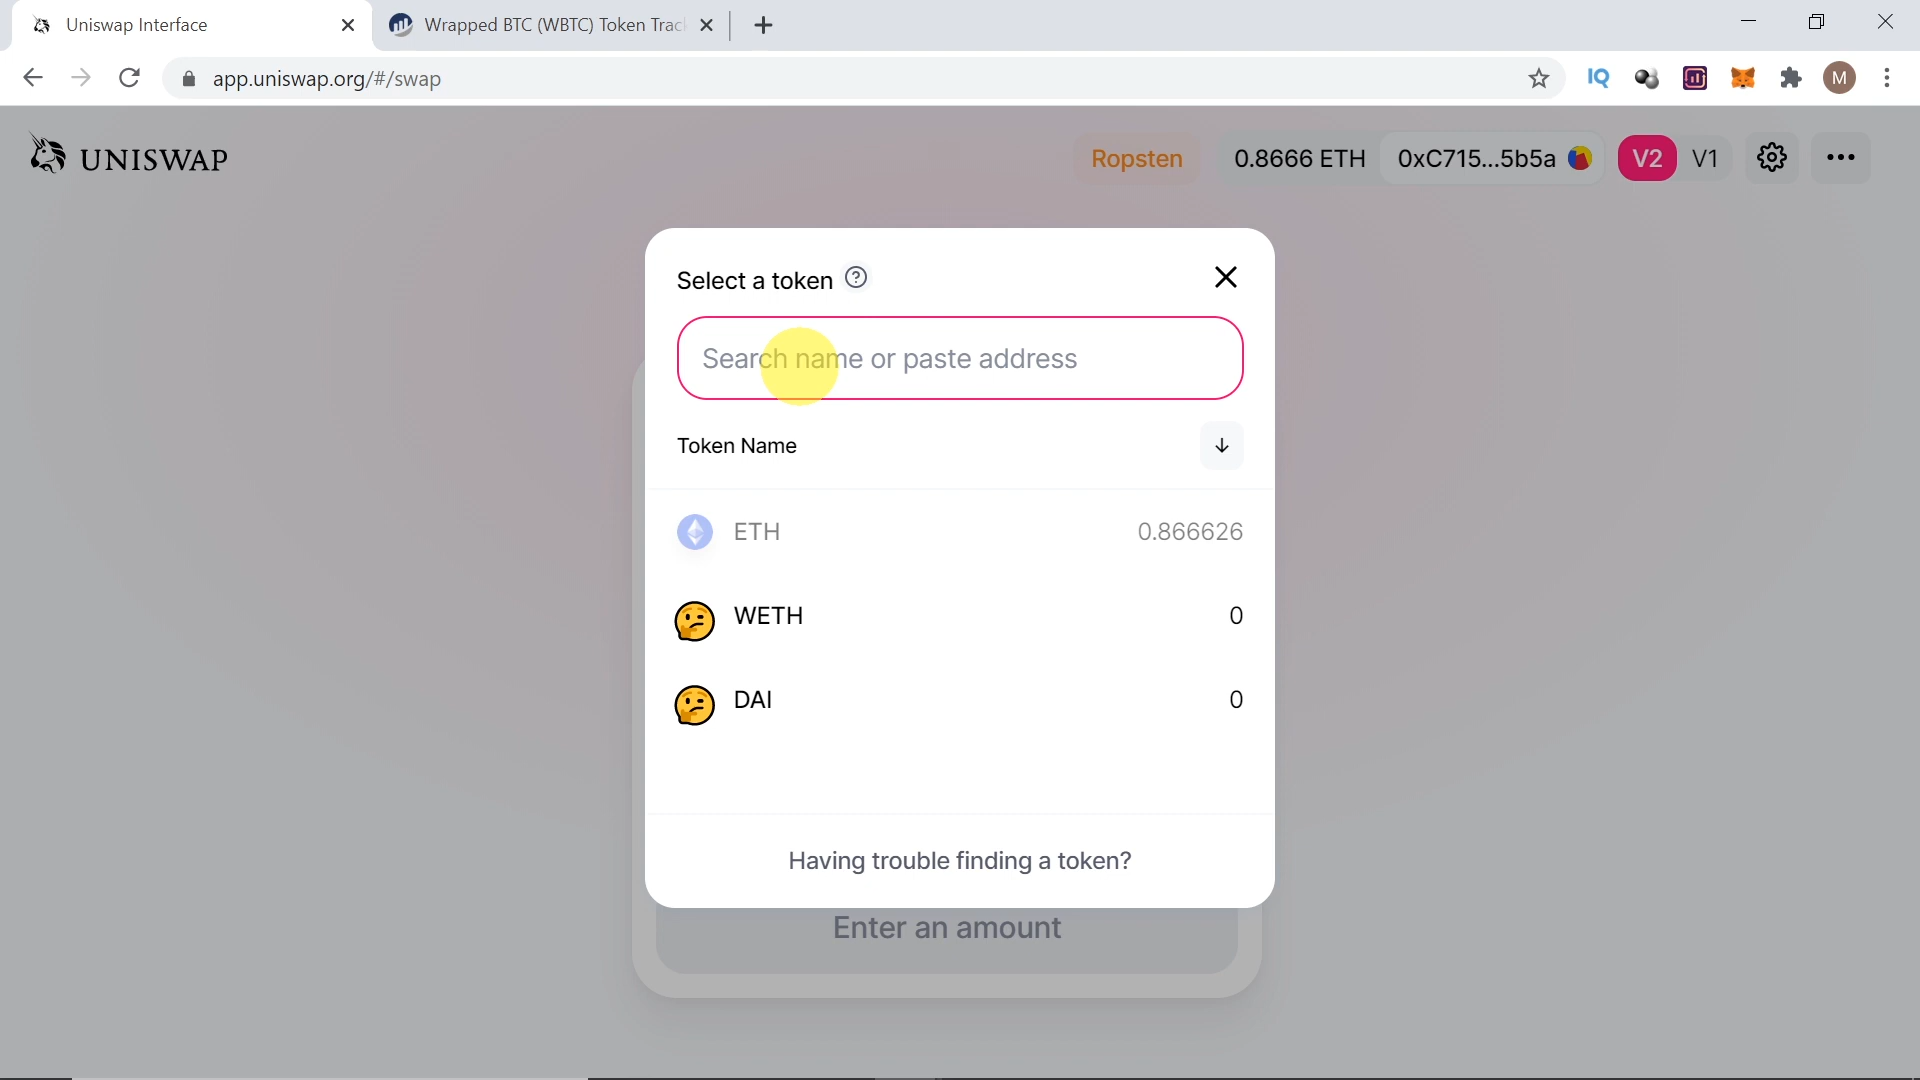 Uniswap Interface
Wrapped BTC (WBTC) Token Trac
app.uniswap.org/#/swap
IQ
M
UNISWAP
Ropsten
0.8666 ETH
0xC715...5b5a
V2
V1
Select a token
?
Search name or paste address
Token Name
ETH
0.866626
WETH
0
DAI
0
Having trouble finding a token?
Enter an amount